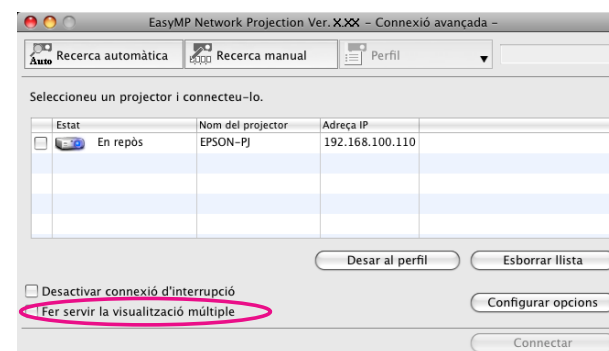 EasyMP Network Projection Ver. X.XX – Connexió avançada –
Auto Recerca automàtica Recerca manual Perfil
Seleccioneu un projector i connecteu-lo.
Estat Nom del projector Adreça IP
En repòs EPSON-PJ 192.168.100.110
Desar al perfil Esborrar llista
Desactivar connexió d'interrupció
Configurar opcions
Fer servir la visualització múltiple
Connectar